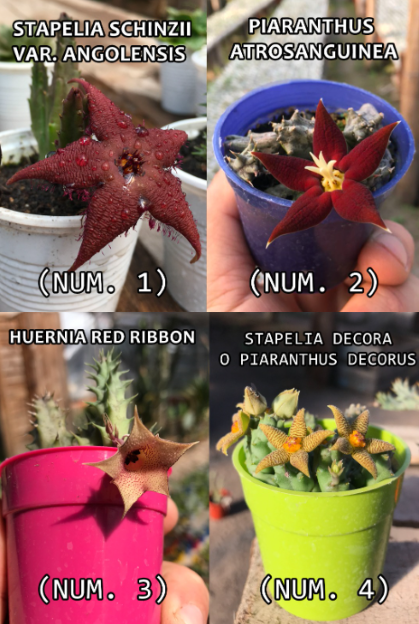 STAPELIA SCHINZII
VAR. ANGOLENSIS
PIARANTHUS
ATROSANGUINEA
(NUM. 1)
(NUM. 2)
HUERNIA RED RIBBON
STAPELIA DECORA
O PIARANTHUS DECORUS
(NUM. 3)
(NUM. 4)